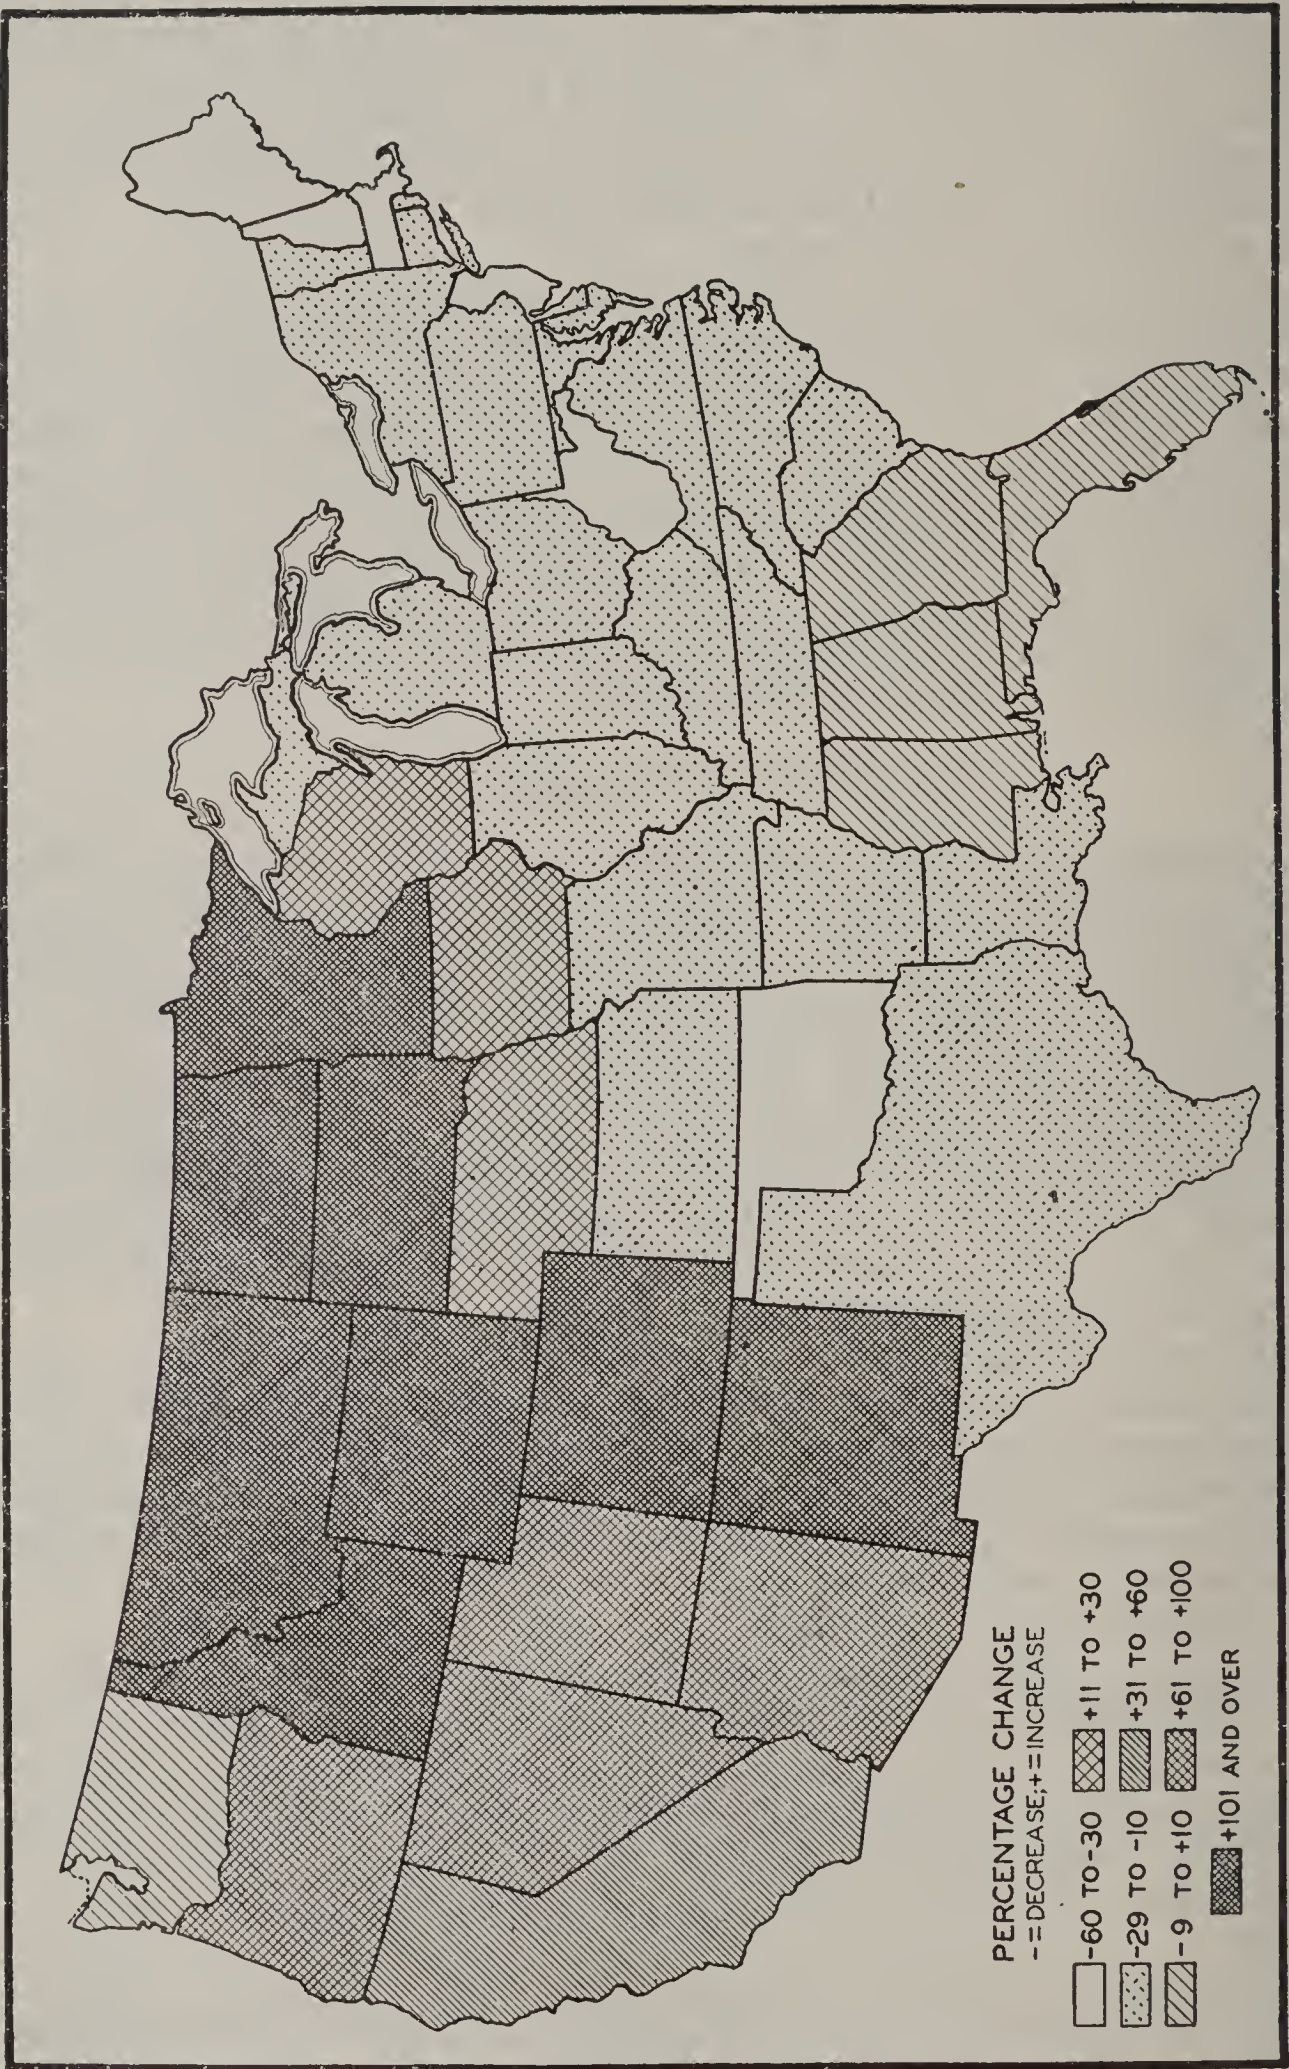 PERCENTAGE CHANGE
-=DECREASE;+=INCREASE
-60 TO-30 +11 TO +30
-29 TO -10 +31 TO +60
-9 TO +10 +61 TO +100
+101 AND OVER